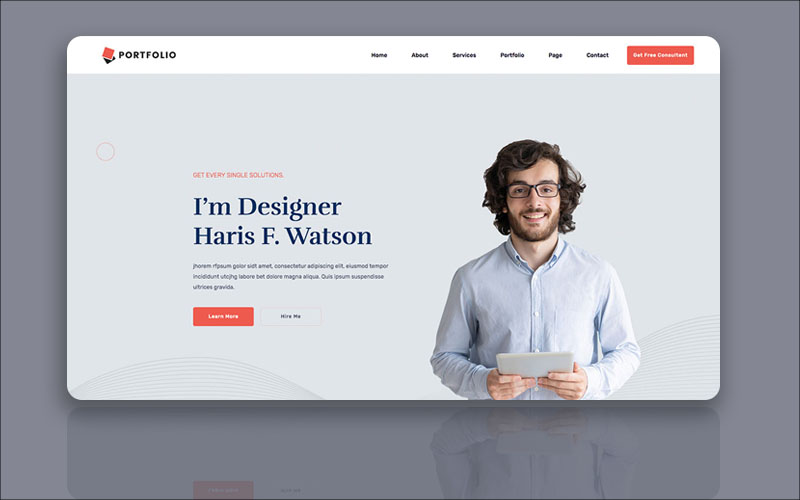 PORTFOLIO
Home About Services Portfolio Page Contact Get Free Consultant
GET EVERY SINGLE SOLUTIONS.
I'm Designer
Haris F. Watson
Jhorem rfpsum golor sidt amet, consectetur adipiscing elit, eiusmod tempor
incididunt utojhg labore bet dolore magna aliqua. Quis ipsum suspendisse
ultrices gravida.
Learn More Hire Me